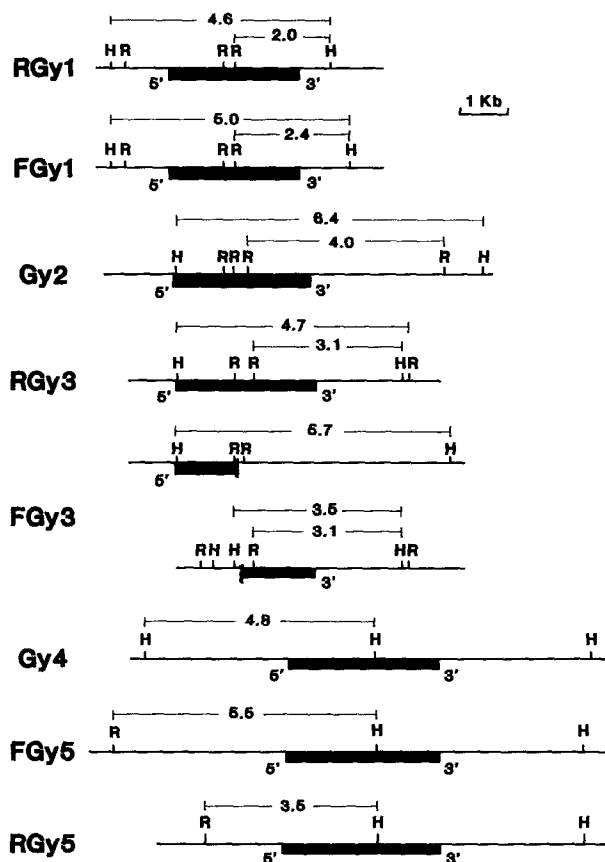 4.6
2.0
H R R R H
RGy1
5' 3'
1 Kb
5.0
2.4
H R R R H
FGy1
5' 3'
6.4
4.0
H R R R R H
Gy2
5' 3'
4.7
3.1
H R R H R
RGy3
5' 3'
5.7
H R R H
5'
FGy3
3.5
3.1
R H H R H R
3'
4.8
H H H
Gy4
5' 3'
5.5
R H H
FGy5
5' 3'
3.5
R H H
RGy5
5' 3'